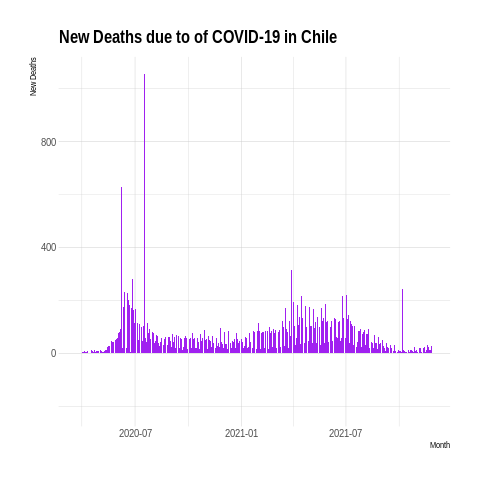 New Deaths due to of COVID-19 in Chile
New Deaths
800
400
0
2020-07 2021-01 2021-07
Month